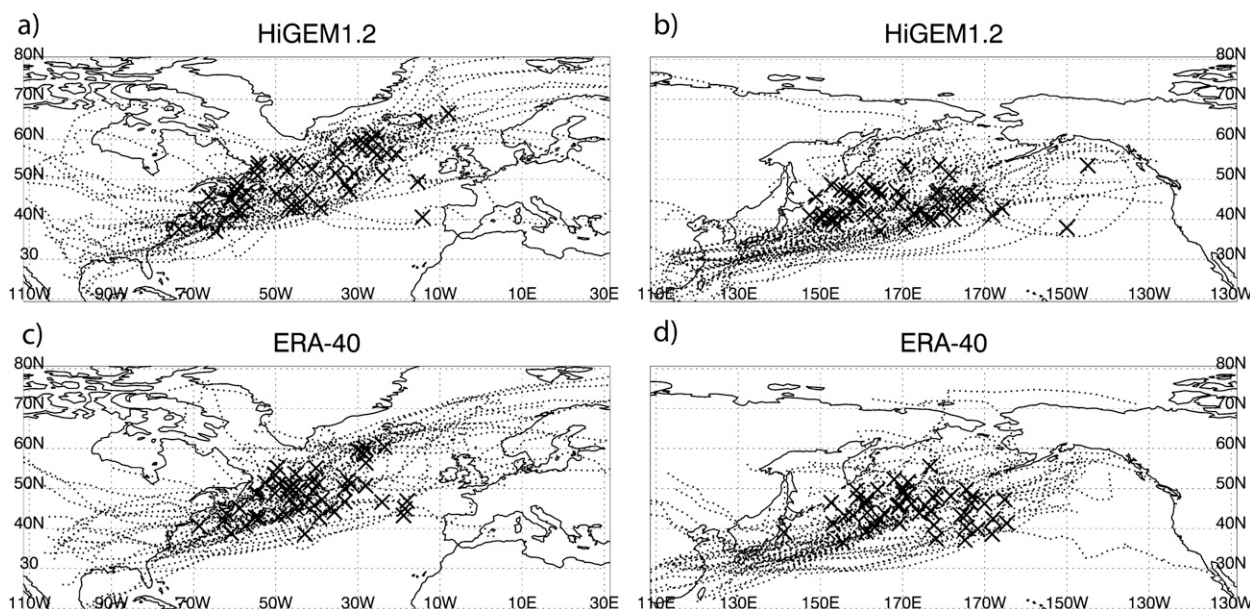 a)
HiGEM1.2
80N
70N
60N
50N
40N
30
110W 90W 70W 50W 30W 10W 10E 30E
b)
HiGEM1.2
80N
70N
60N
50N
40N
30N
110E 130E 150E 170E 170W 150W 130W 130W
c)
ERA-40
80N
70N
60N
50N
40N
30
110W 90W 70W 50W 30W 10W 10E 30E
d)
ERA-40
80N
70N
60N
50N
40N
30N
110E 130E 150E 170E 170W 150W 130W 130W